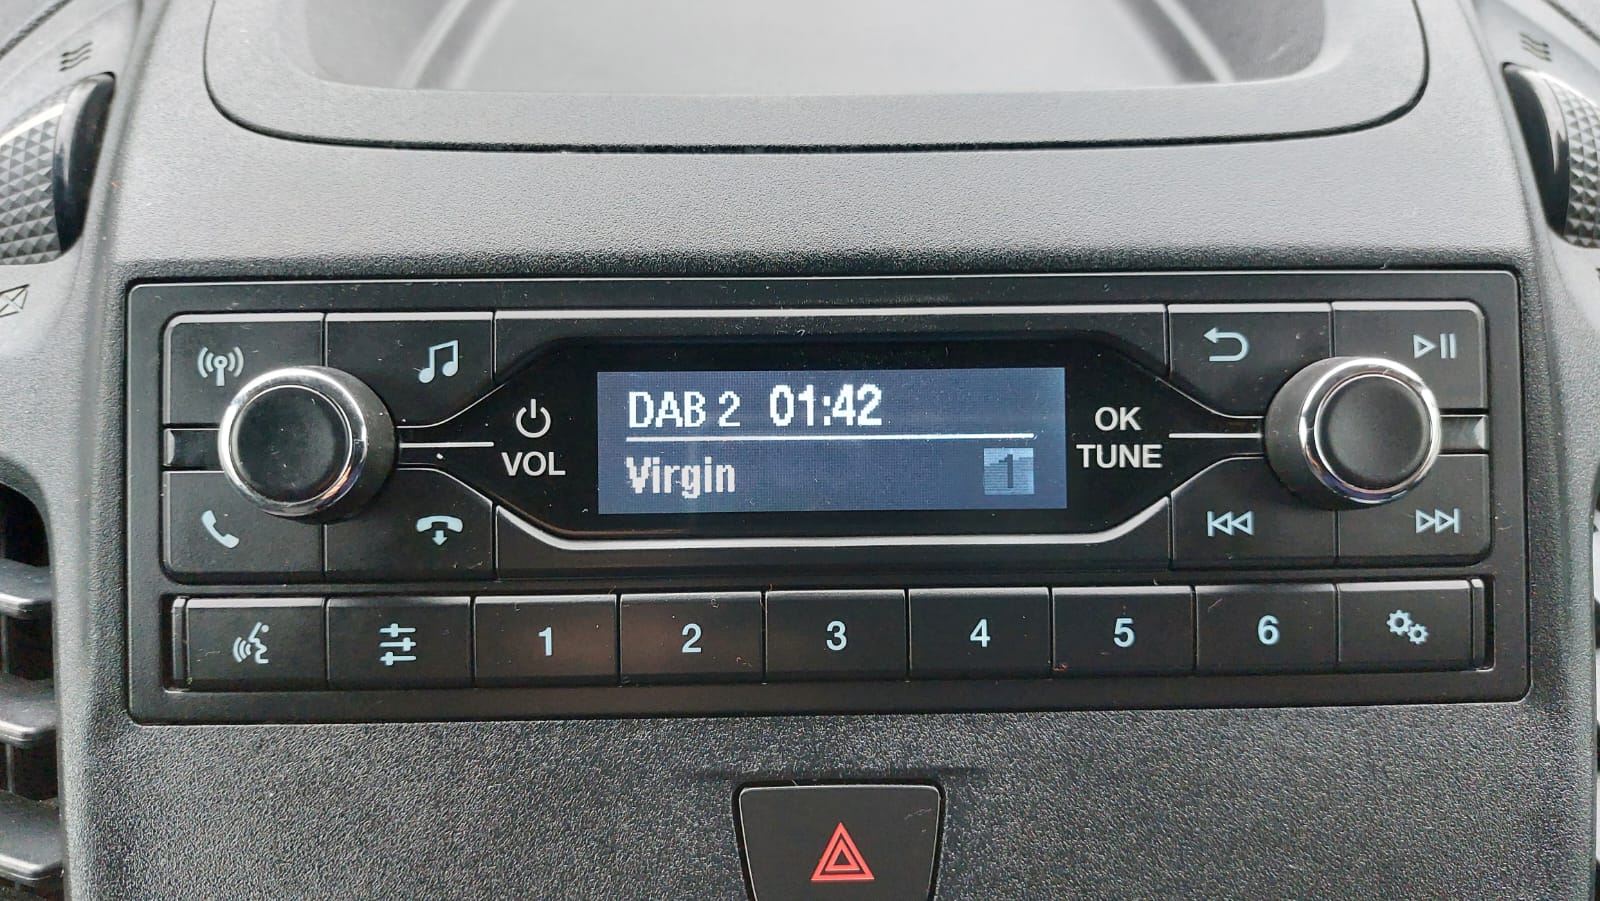 DAB 2 01:42
Virgin 1
VOL
OK
TUNE
1 2 3 4 5 6